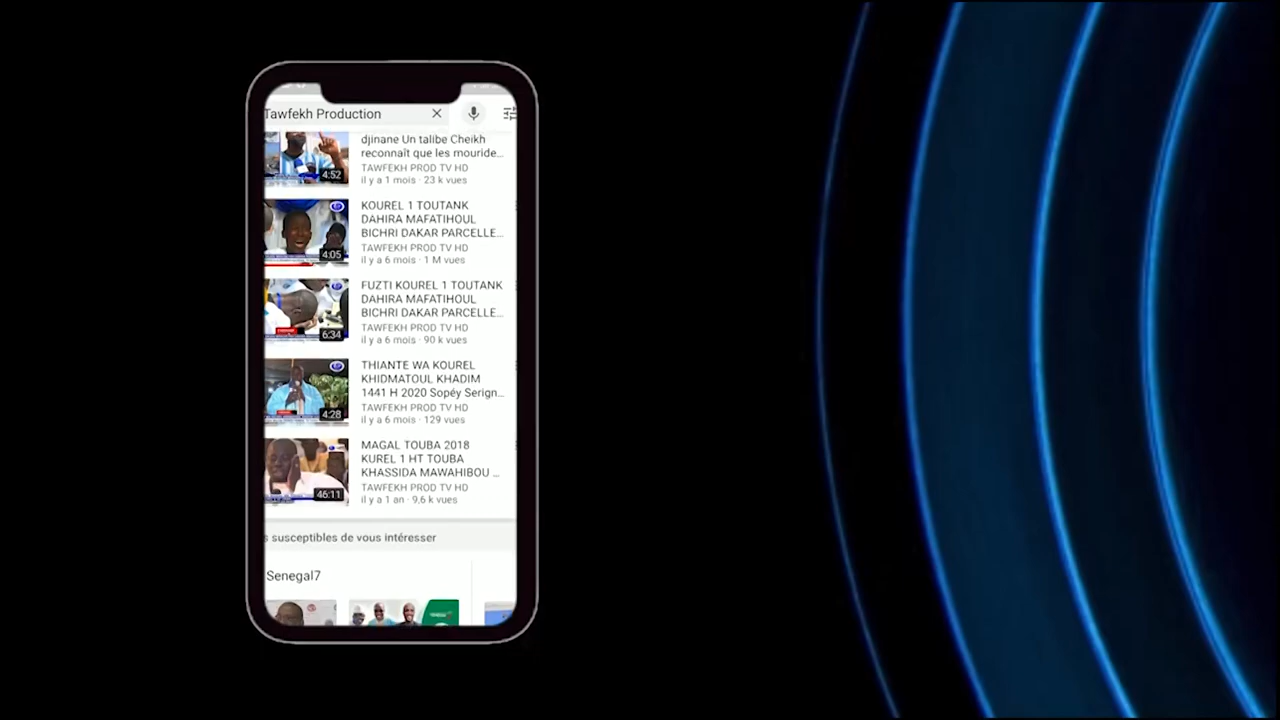 Tawfekh Production
djinane Un talibe Cheikh
reconnaît que les mouride...
TAWFEKH PROD TV HD
il y a 1 mois · 23 k vues
4:52
KOUREL 1 TOUTANK
DAHIRA MAFATIHOUL
BICHRI DAKAR PARCELLE...
TAWFEKH PROD TV HD
il y a 6 mois · 1 M vues
4:05
FUZTI KOUREL 1 TOUTANK
DAHIRA MAFATIHOUL
BICHRI DAKAR PARCELLE...
TAWFEKH PROD TV HD
il y a 6 mois · 90 k vues
6:34
THIANTE WA KOUREL
KHIDMATOUL KHADIM
1441 H 2020 Sopéy Serign...
TAWFEKH PROD TV HD
il y a 6 mois · 129 vues
4:28
MAGAL TOUBA 2018
KUREL 1 HT TOUBA
KHASSIDA MAWAHIBOU ...
TAWFEKH PROD TV HD
il y a 1 an · 9,6 k vues
46:11
s susceptibles de vous intéresser
Senegal7